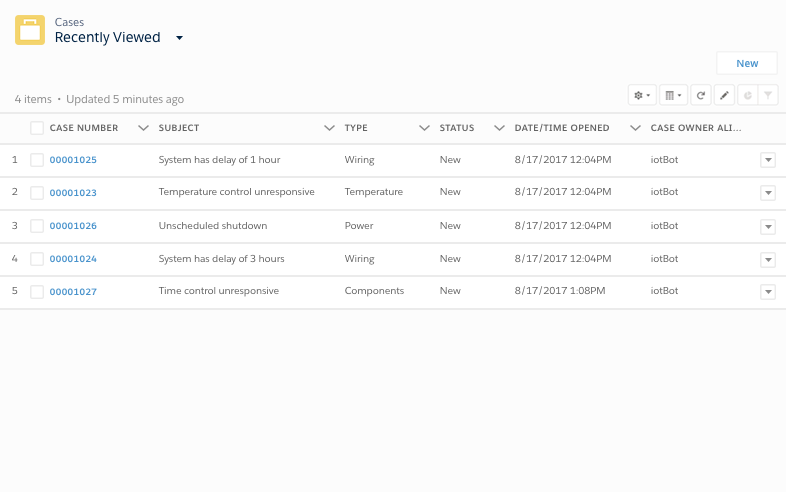 Cases
Recently Viewed
New
4 items • Updated 5 minutes ago
CASE NUMBER SUBJECT TYPE STATUS DATE/TIME OPENED CASE OWNER ALI...
1 00001025 System has delay of 1 hour Wiring New 8/17/2017 12:04PM iotBot
2 00001023 Temperature control unresponsive Temperature New 8/17/2017 12:04PM iotBot
3 00001026 Unscheduled shutdown Power New 8/17/2017 12:04PM iotBot
4 00001024 System has delay of 3 hours Wiring New 8/17/2017 12:04PM iotBot
5 00001027 Time control unresponsive Components New 8/17/2017 1:08PM iotBot